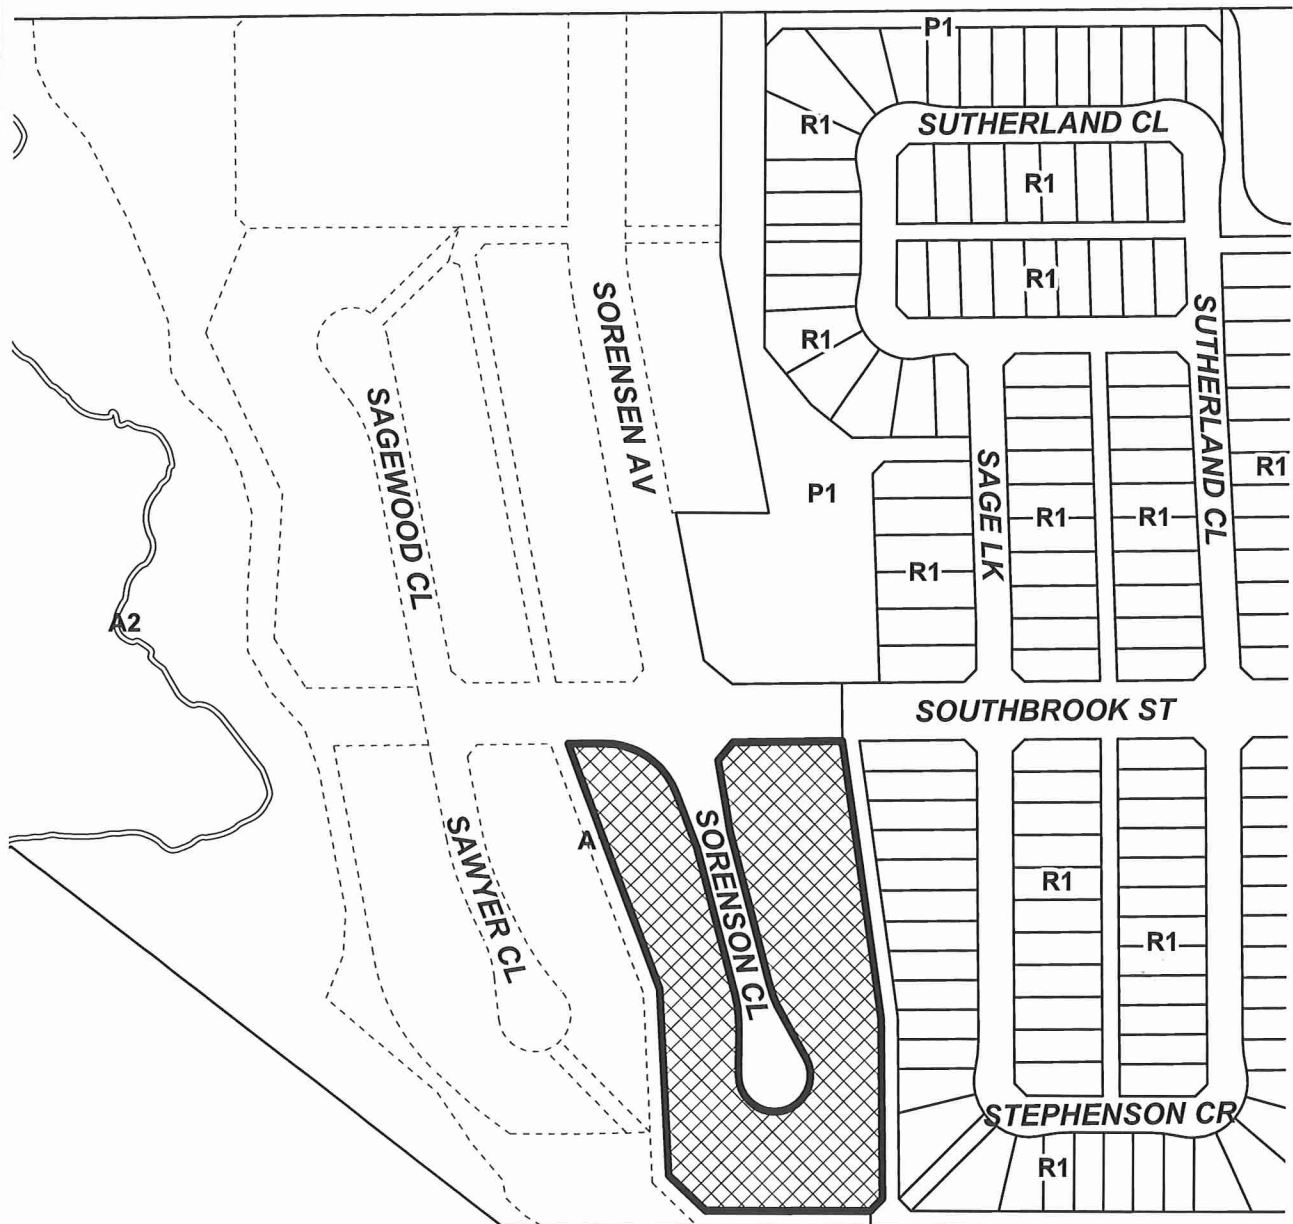 P1
R1
SUTHERLAND CL
R1
R1
SORENSEN AV
R1
SUTHERLAND CL
SAGEWOOD CL
SAGE LK
R1
P1
R1
R1
R1
A2
SOUTHBROOK ST
SAWYER CL
A
SORENSON CL
R1
R1
STEPHENSON CR
R1